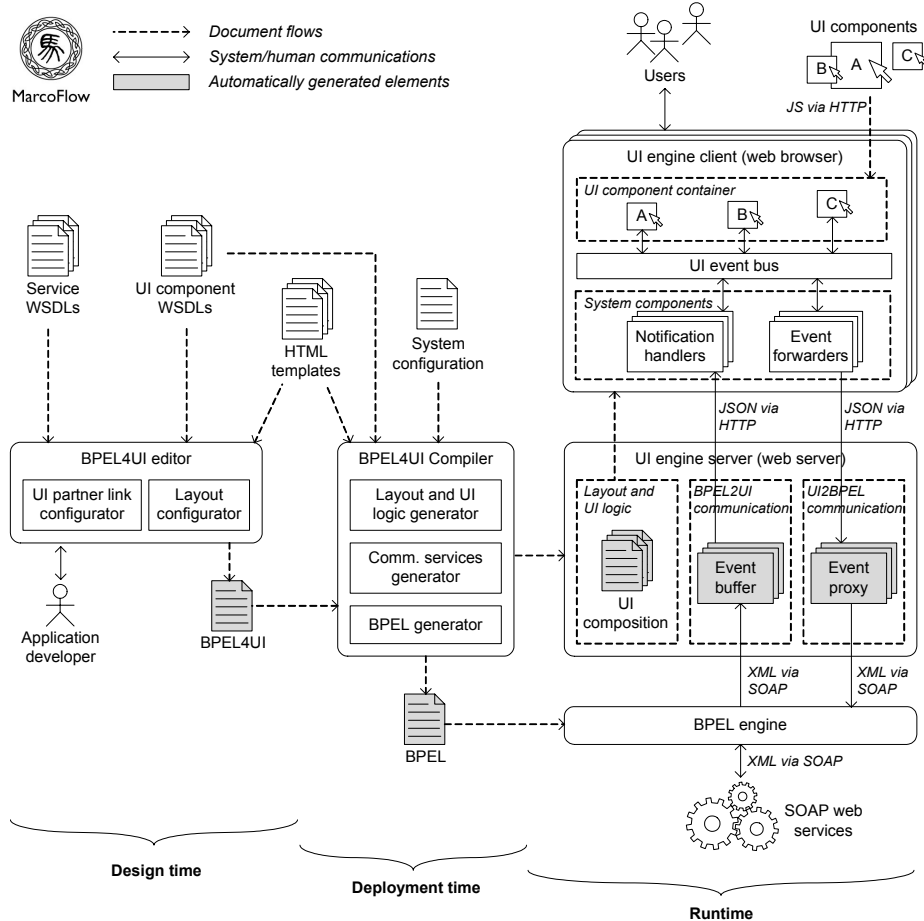 MarcoFlow
Document flows
System/human communications
Automatically generated elements
Users
UI components
B
A
C
JS via HTTP
UI engine client (web browser)
UI component container
A
B
C
UI event bus
System components
Notification
handlers
Event
forwarders
JSON via
HTTP
JSON via
HTTP
Service
WSDLs
UI component
WSDLs
HTML
templates
System
configuration
BPEL4UI editor
UI partner link
configurator
Layout
configurator
Application
developer
BPEL4UI
BPEL4UI Compiler
Layout and UI
logic generator
Comm. services
generator
BPEL generator
BPEL
UI engine server (web server)
Layout and
UI logic
UI
composition
BPEL2UI
communication
Event
buffer
UI2BPEL
communication
Event
proxy
XML via
SOAP
XML via
SOAP
BPEL engine
XML via SOAP
SOAP web
services
Design time
Deployment time
Runtime